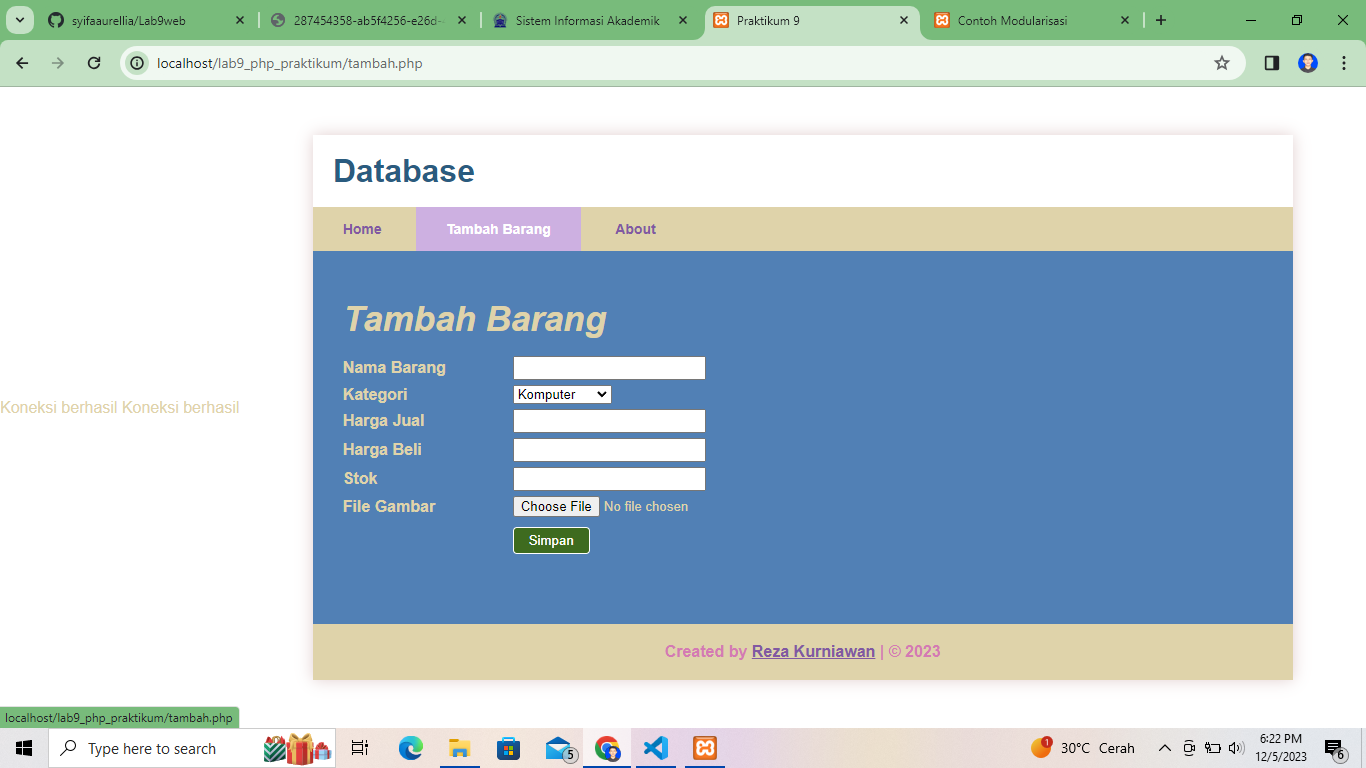 syifaaurellia/Lab9web
287454358-ab5f4256-e26d-
Sistem Informasi Akademik
Praktikum 9
Contoh Modularisasi
localhost/lab9_php_praktikum/tambah.php
Database
Home Tambah Barang About
Tambah Barang
Nama Barang
Kategori Komputer
Koneksi berhasil Koneksi berhasil
Harga Jual
Harga Beli
Stok
File Gambar Choose File No file chosen
Simpan
Created by Reza Kurniawan | © 2023
localhost/lab9_php_praktikum/tambah.php
Type here to search
5
1
30°C Cerah
6:22 PM
12/5/2023
6